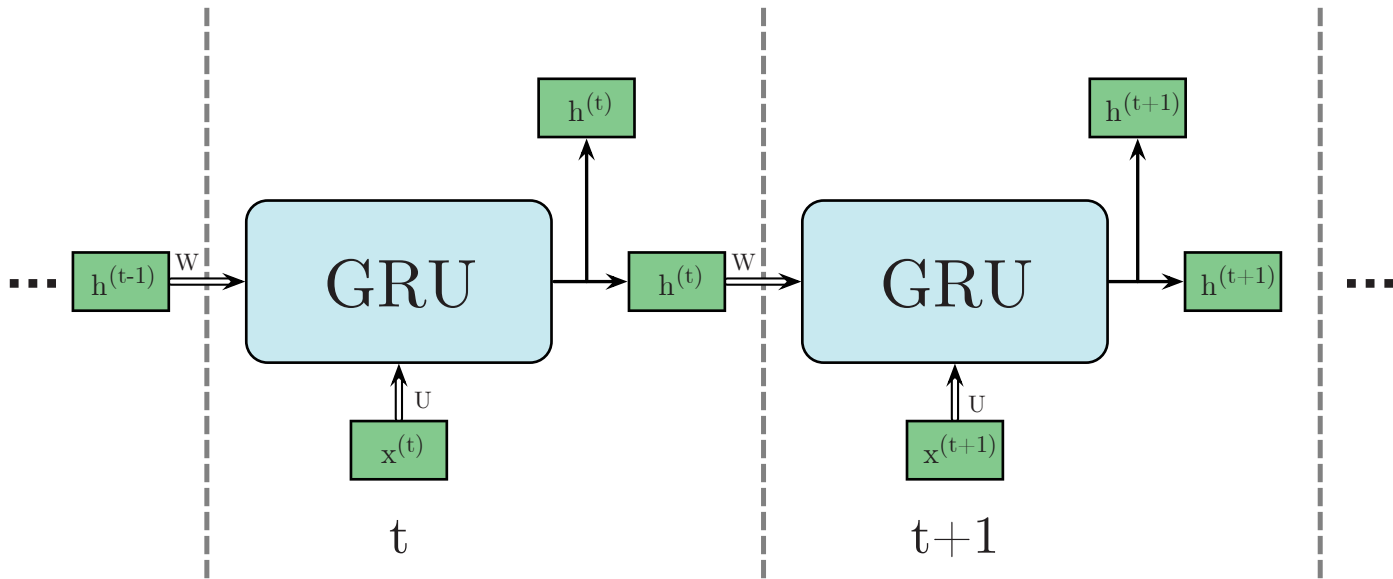 h^(t)
h^(t+1)
h^(t-1)
W
GRU
h^(t)
W
GRU
h^(t+1)
U
U
x^(t)
x^(t+1)
t
t+1